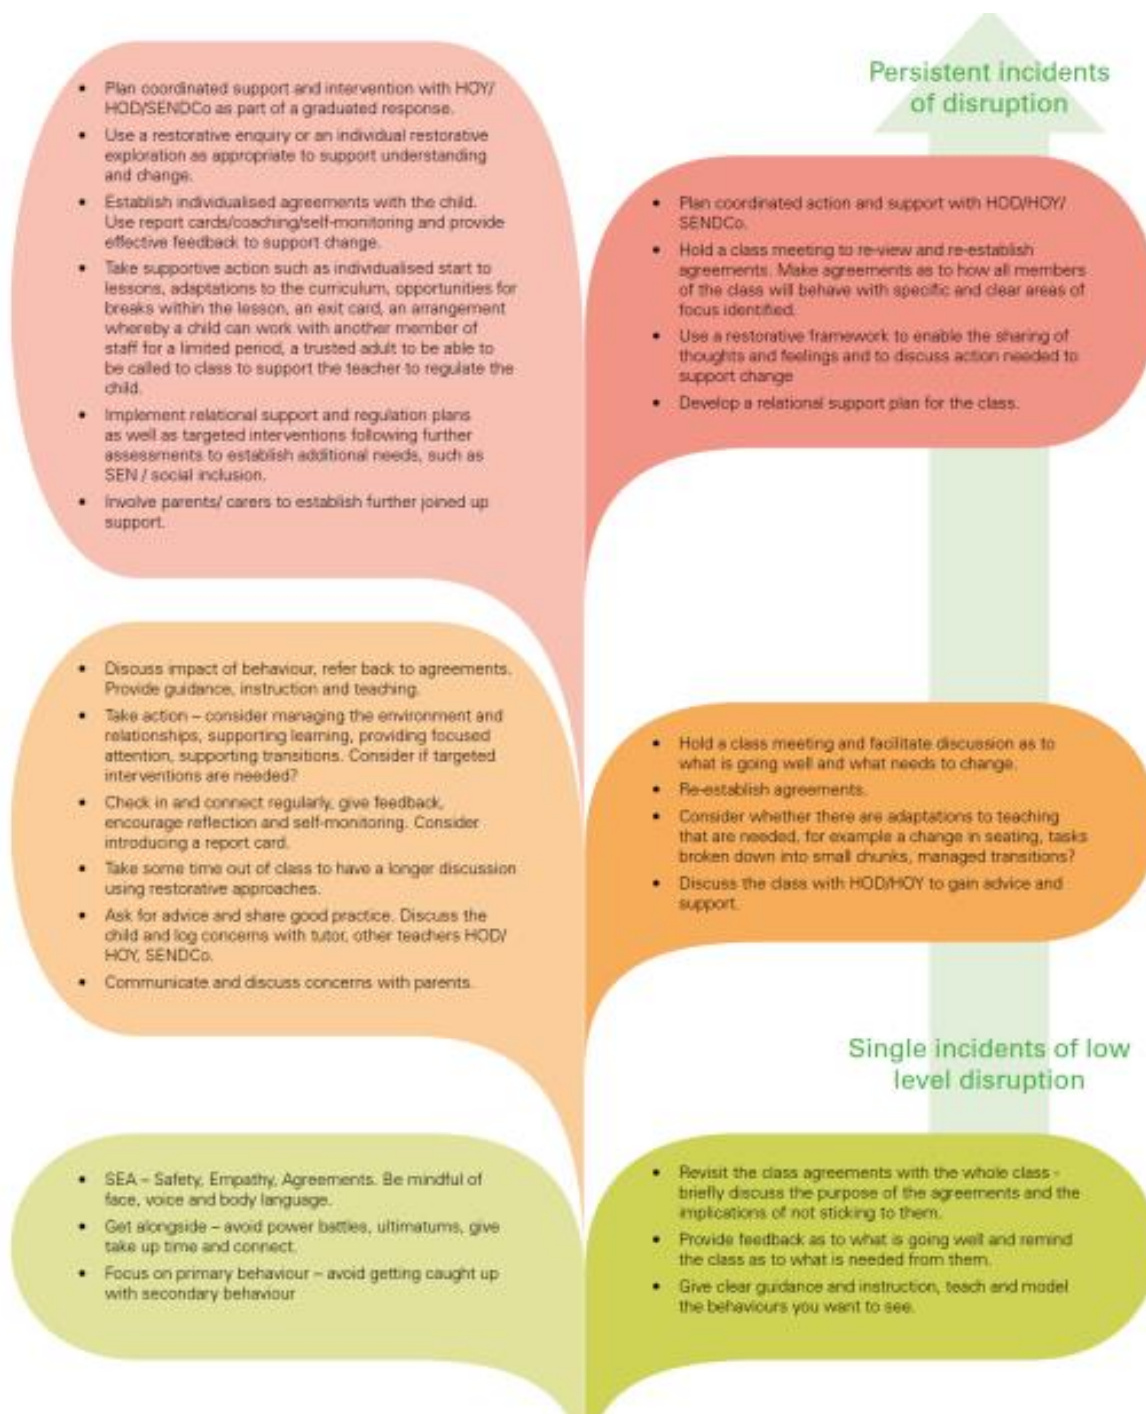 Persistent incidents
of disruption
• Plan coordinated support and intervention with HOY/
HOD/SENDCo as part of a graduated response.
• Use a restorative enquiry or an individual restorative
exploration as appropriate to support understanding
and change.
• Establish individualised agreements with the child.
Use report cards/coaching/self-monitoring and provide
effective feedback to support change.
• Take supportive action such as individualised start to
lessons, adaptations to the curriculum, opportunities for
breaks within the lesson, an exit card, an arrangement
whereby a child can work with another member of
staff for a limited period, a trusted adult to be able to
be called to class to support the teacher to regulate the
child.
• Implement relational support and regulation plans
as well as targeted interventions following further
assessments to establish additional needs, such as
SEN / social inclusion.
• Involve parents/ carers to establish further joined up
support.
• Plan coordinated action and support with HOD/HOY/
SENDCo.
• Hold a class meeting to re-view and re-establish
agreements. Make agreements as to how all members
of the class will behave with specific and clear areas of
focus identified.
• Use a restorative framework to enable the sharing of
thoughts and feelings and to discuss action needed to
support change
• Develop a relational support plan for the class.
• Discuss impact of behaviour, refer back to agreements.
Provide guidance, instruction and teaching.
• Take action – consider managing the environment and
relationships, supporting learning, providing focused
attention, supporting transitions. Consider if targeted
interventions are needed?
• Check in and connect regularly, give feedback,
encourage reflection and self-monitoring. Consider
introducing a report card.
• Take some time out of class to have a longer discussion
using restorative approaches.
• Ask for advice and share good practice. Discuss the
child and log concerns with tutor, other teachers HOD/
HOY, SENDCo.
• Communicate and discuss concerns with parents.
• Hold a class meeting and facilitate discussion as to
what is going well and what needs to change.
• Re-establish agreements.
• Consider whether there are adaptations to teaching
that are needed, for example a change in seating, tasks
broken down into small chunks, managed transitions?
• Discuss the class with HOD/HOY to gain advice and
support.
Single incidents of low
level disruption
• SEA – Safety, Empathy, Agreements. Be mindful of
face, voice and body language.
• Get alongside – avoid power battles, ultimatums, give
take up time and connect.
• Focus on primary behaviour – avoid getting caught up
with secondary behaviour
• Revisit the class agreements with the whole class -
briefly discuss the purpose of the agreements and the
implications of not sticking to them.
• Provide feedback as to what is going well and remind
the class as to what is needed from them.
• Give clear guidance and instruction, teach and model
the behaviours you want to see.